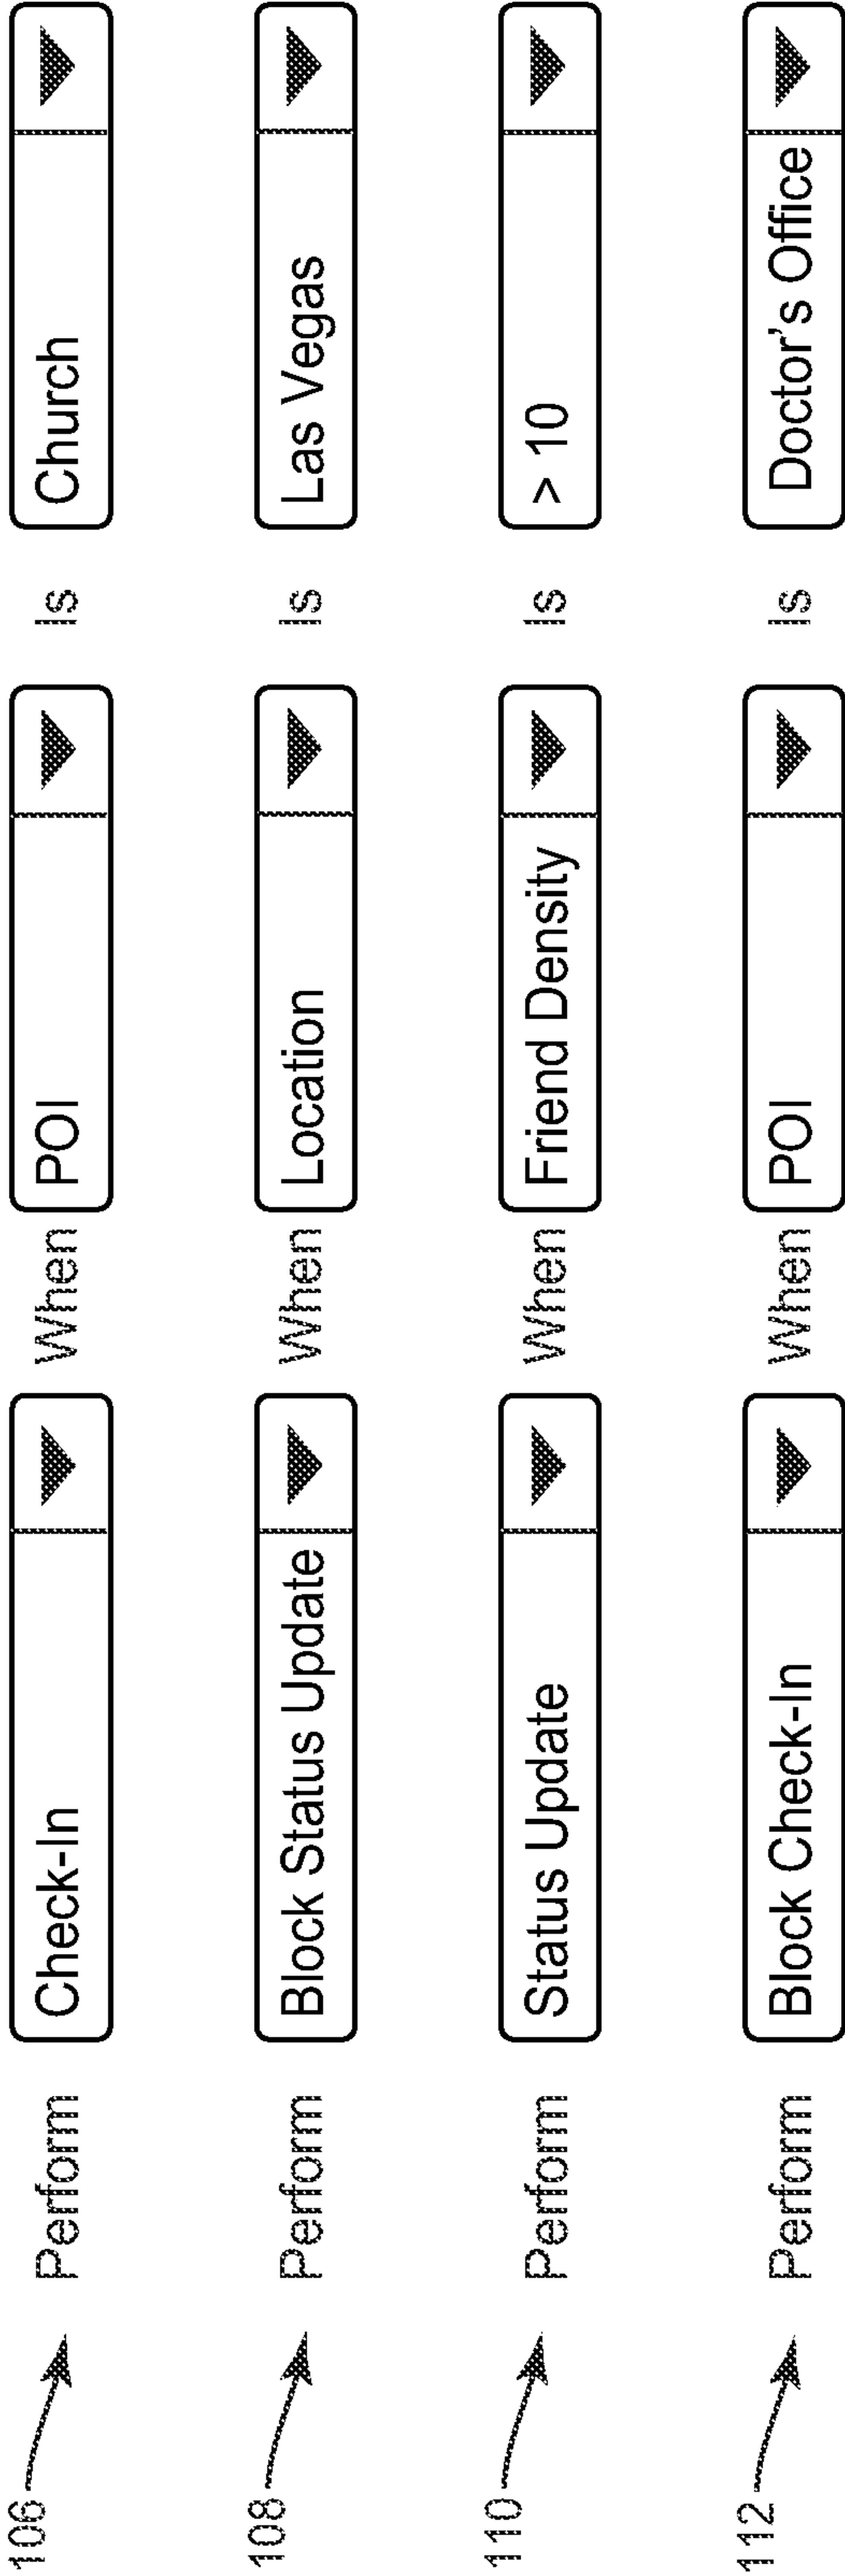 106 Perform Check-In When POI Is Church
108 Perform Block Status Update When Location Is Las Vegas
110 Perform Status Update When Friend Density Is > 10
112 Perform Block Check-In When POI Is Doctor's Office